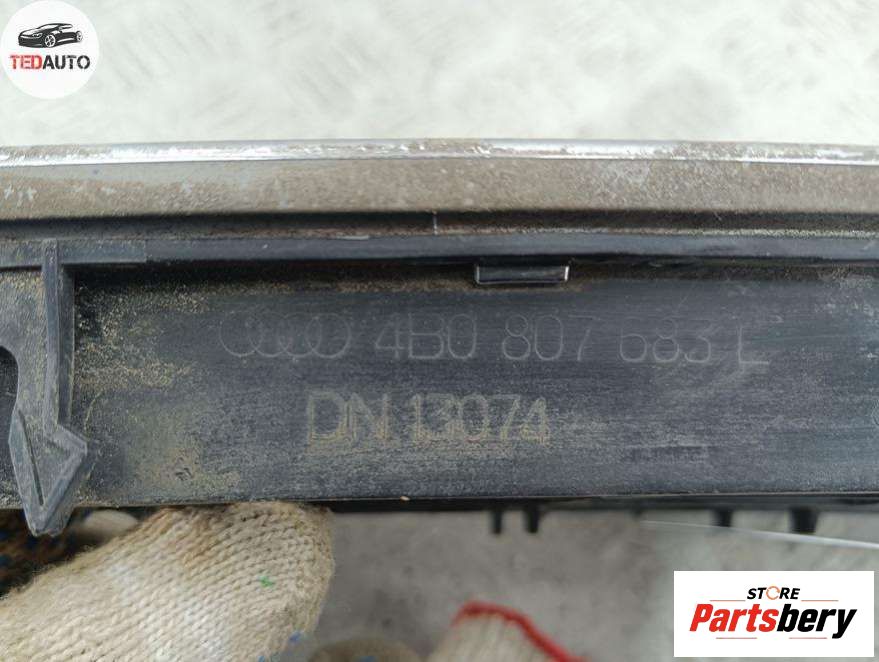 TEDAUTO
4B0 807 683 L
DN 13074
STORE
Partsbery